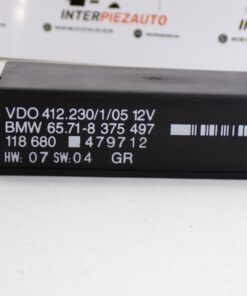 INTERPIEZAUTO
VDO 412.230/1/05 12V
BMW 65.71-8 375 497
118 680 479712
HW: 07 SW: 04 GR